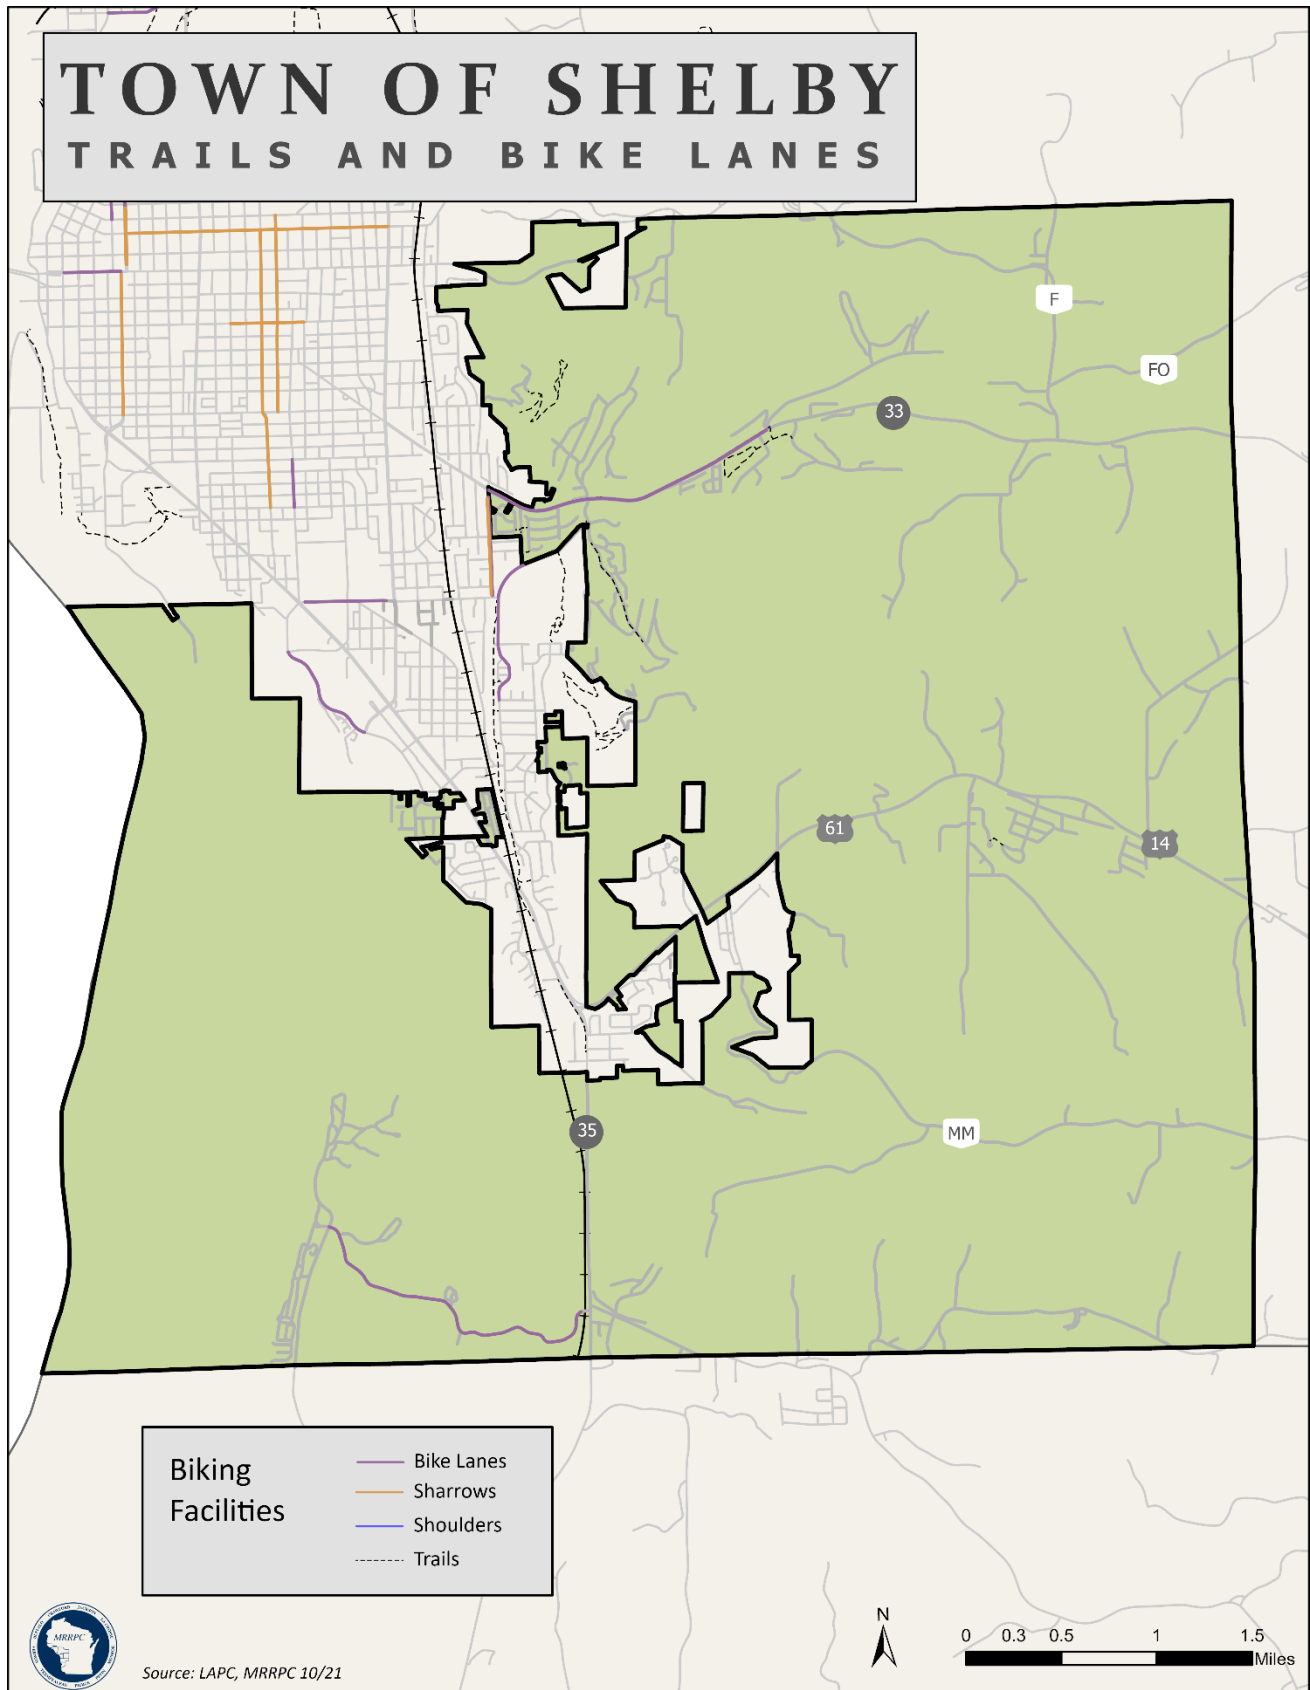 TOWN OF SHELBY
TRAILS AND BIKE LANES
F
FO
33
61
14
35
MM
Biking
Facilities
Bike Lanes
Sharrows
Shoulders
Trails
MRRPC
Source: LAPC, MRRPC 10/21
N
0 0.3 0.5 1 1.5
Miles